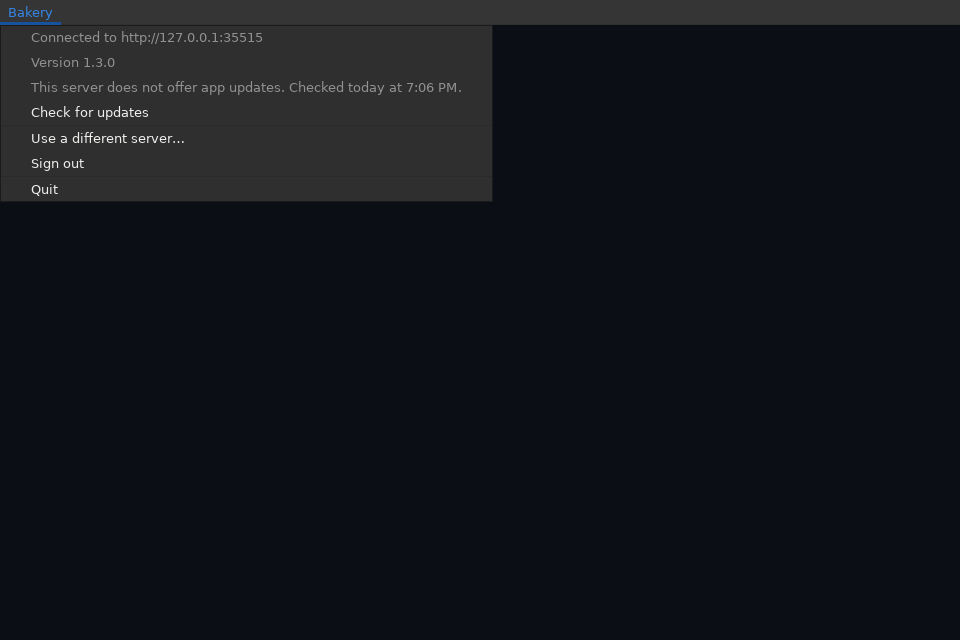 Bakery
Connected to http://127.0.0.1:35515
Version 1.3.0
This server does not offer app updates. Checked today at 7:06 PM.
Check for updates
Use a different server...
Sign out
Quit